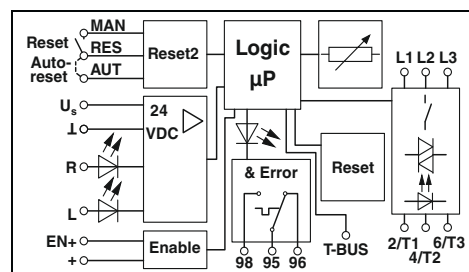 MAN
Reset
RES
Auto-
reset
AUT
Reset2
Logic
µP
L1 L2 L3
Us
⊥
24
VDC
R
L
& Error
Reset
EN+
+
Enable
98 95 96
T-BUS
2/T1 6/T3
4/T2